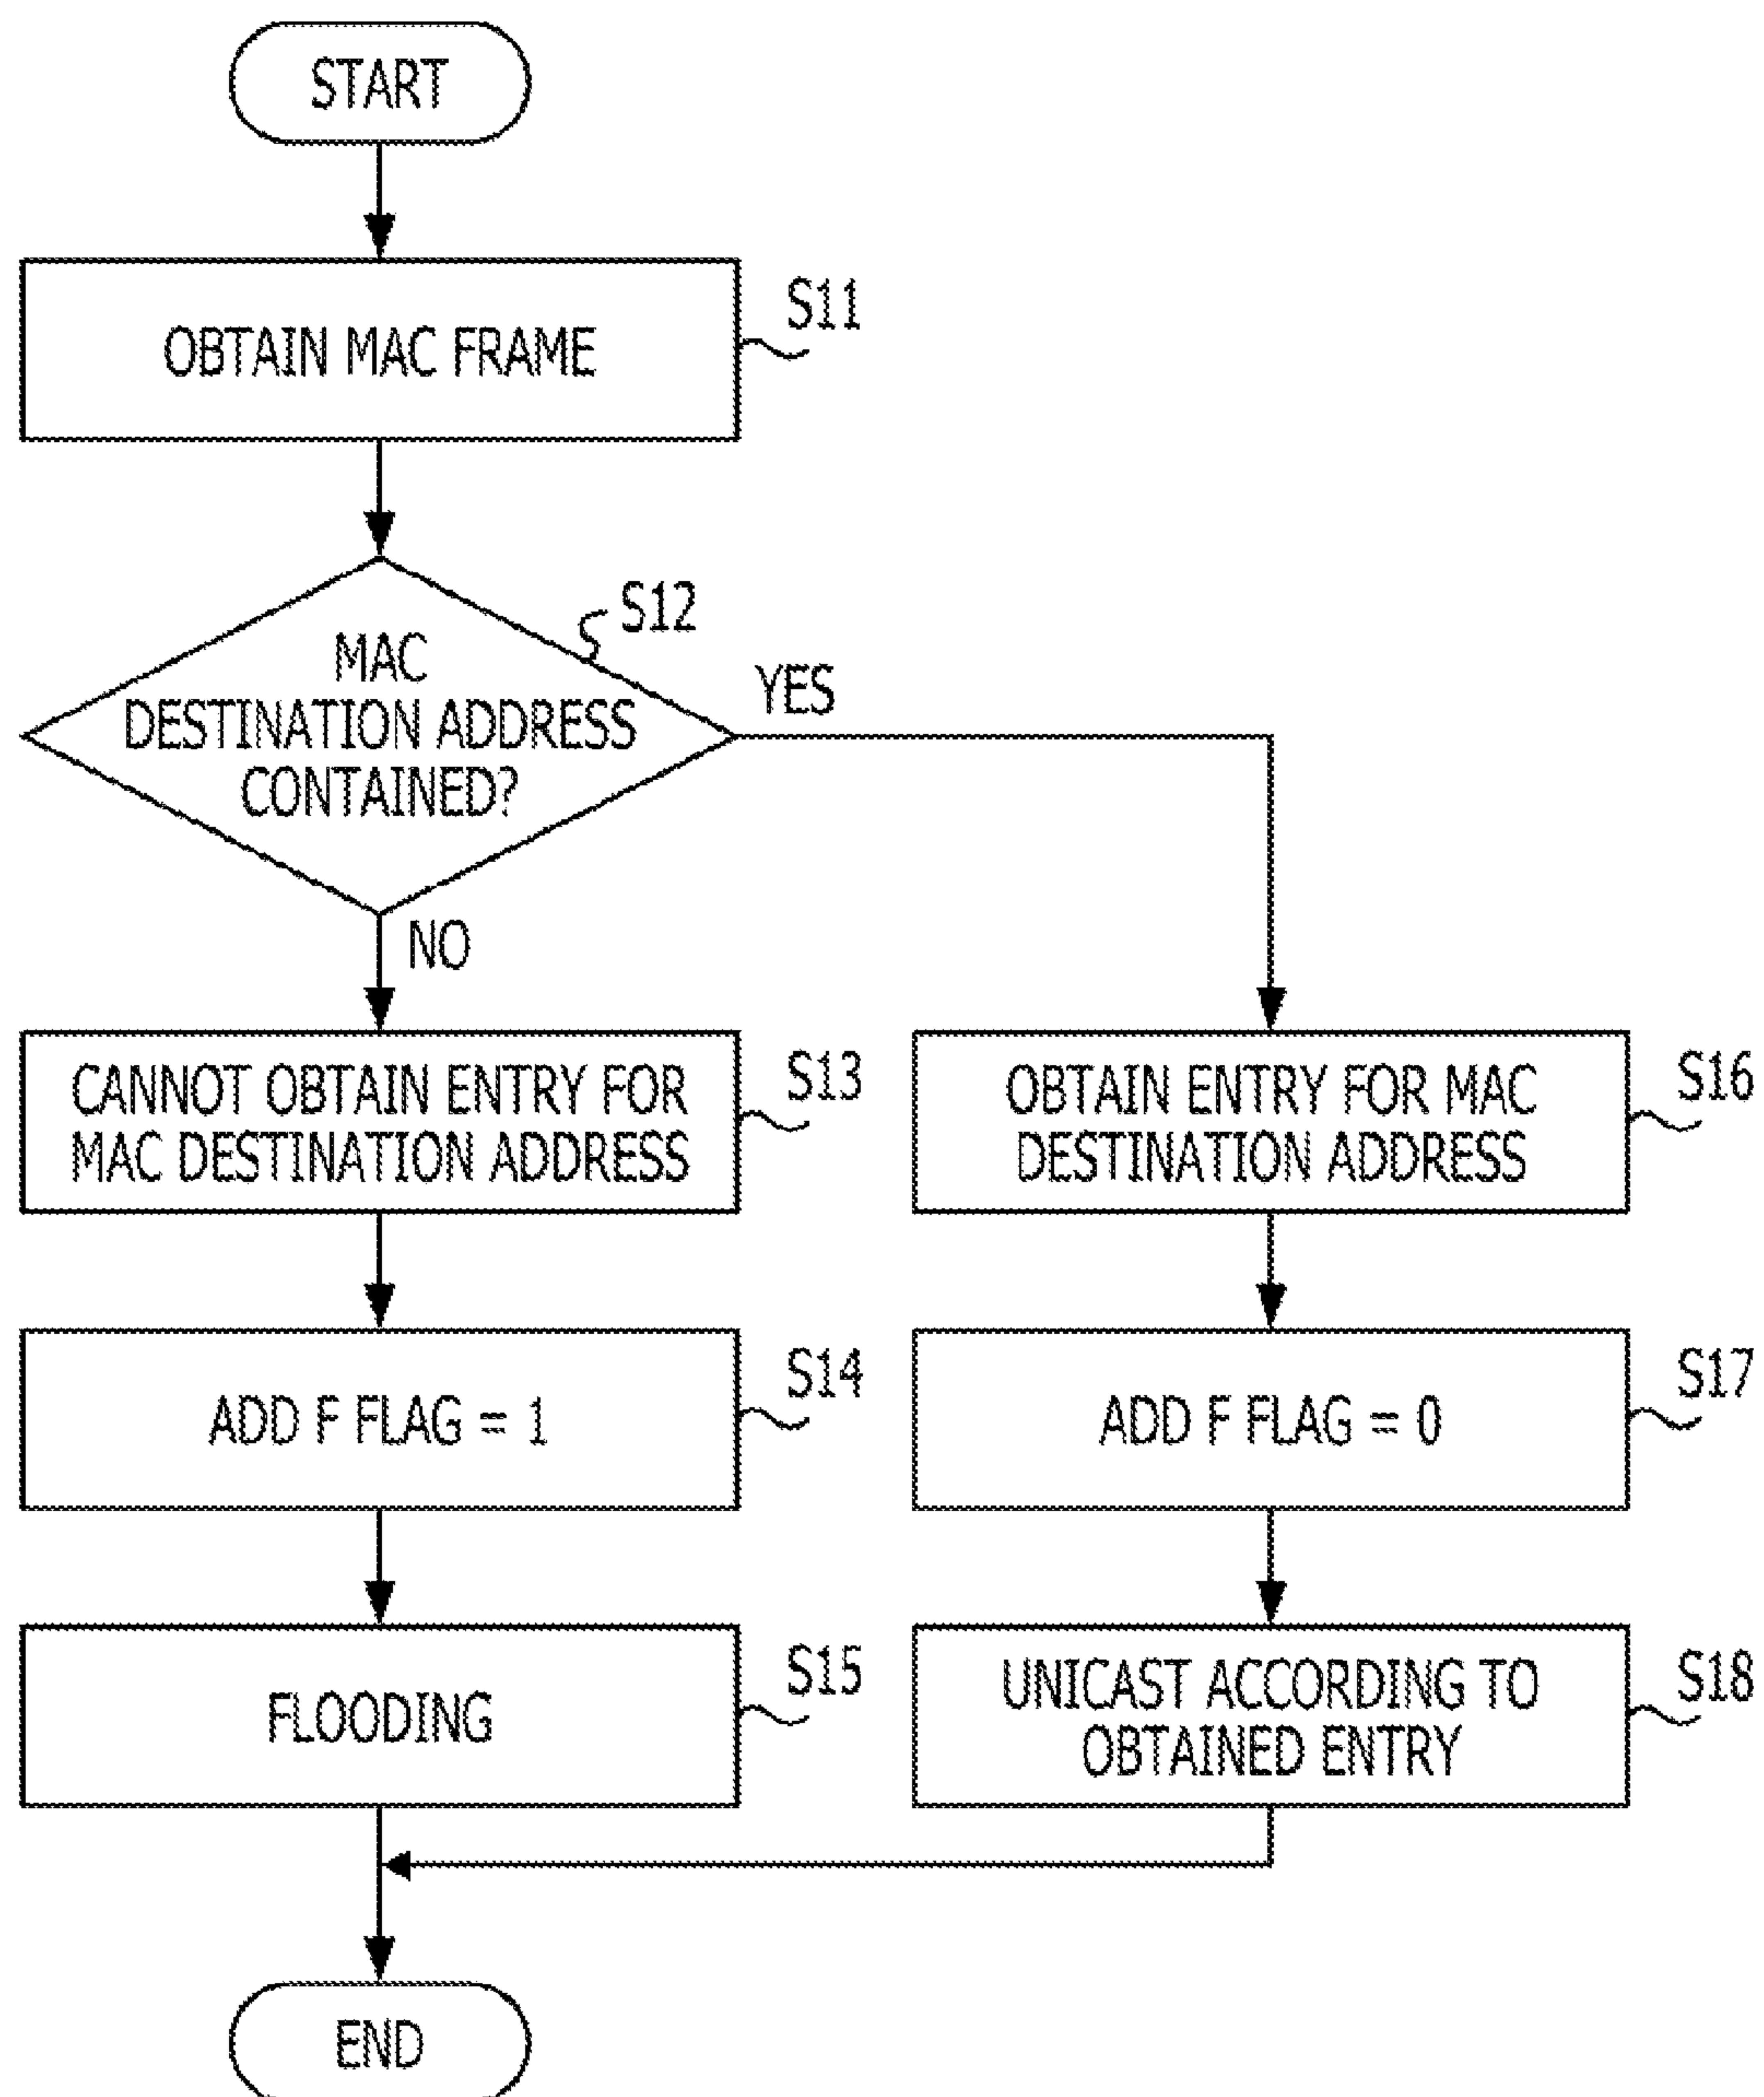 START
OBTAIN MAC FRAME
S11
S12
MAC
DESTINATION ADDRESS
CONTAINED?
YES
NO
CANNOT OBTAIN ENTRY FOR
MAC DESTINATION ADDRESS
S13
OBTAIN ENTRY FOR MAC
DESTINATION ADDRESS
S16
ADD F FLAG = 1
S14
ADD F FLAG = 0
S17
FLOODING
S15
UNICAST ACCORDING TO
OBTAINED ENTRY
S18
END